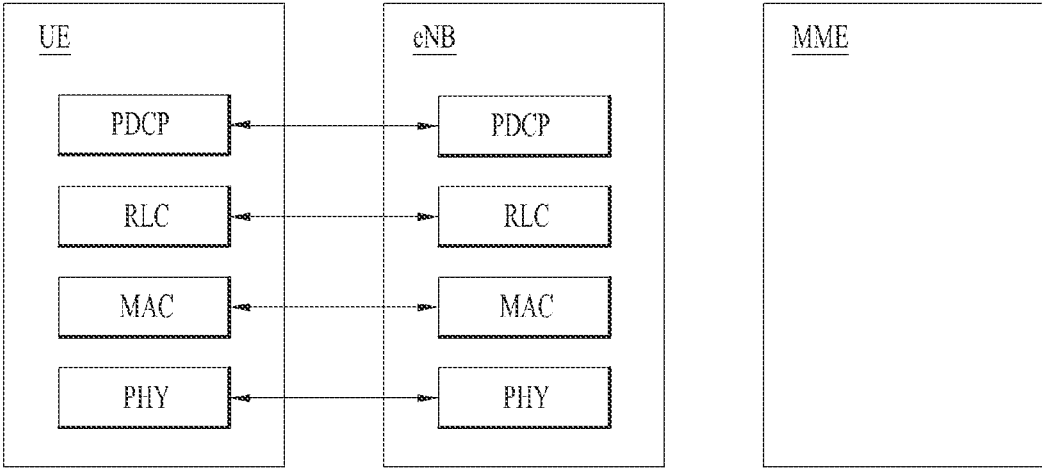 UE eNB MME
PDCP PDCP
RLC RLC
MAC MAC
PHY PHY